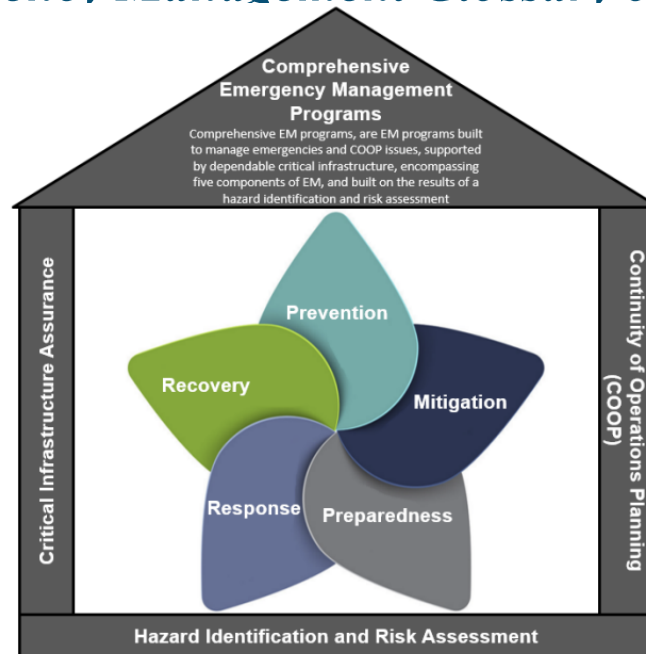 Management Glossary
Comprehensive
Emergency Management
Programs
Comprehensive EM programs, are EM programs built
to manage emergencies and COOP issues, supported
by dependable critical infrastructure, encompassing
five components of EM, and built on the results of a
hazard identification and risk assessment
Critical Infrastructure Assurance
Prevention
Recovery
Mitigation
Response
Preparedness
Continuity of Operations Planning
(COOP)
Hazard Identification and Risk Assessment